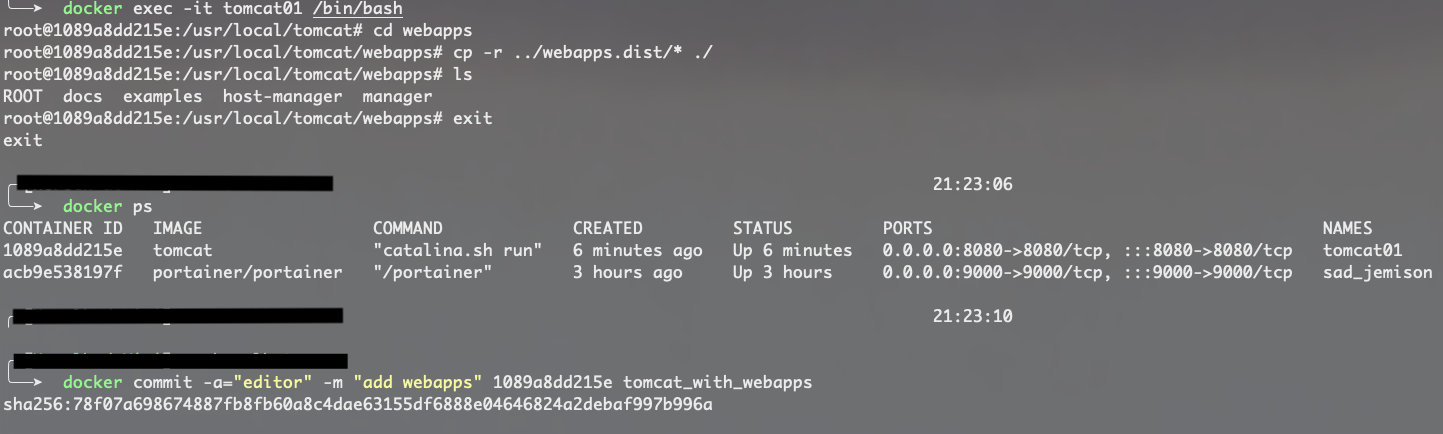 docker exec -it tomcat01 /bin/bash
root@1089a8dd215e:/usr/local/tomcat# cd webapps
root@1089a8dd215e:/usr/local/tomcat/webapps# cp -r ../webapps.dist/* ./
root@1089a8dd215e:/usr/local/tomcat/webapps# ls
ROOT  docs  examples  host-manager  manager
root@1089a8dd215e:/usr/local/tomcat/webapps# exit
exit
21:23:06
docker ps
CONTAINER ID   IMAGE                 COMMAND             CREATED         STATUS         PORTS                                       NAMES
1089a8dd215e   tomcat                "catalina.sh run"   6 minutes ago   Up 6 minutes   0.0.0.0:8080->8080/tcp, :::8080->8080/tcp   tomcat01
acb9e538197f   portainer/portainer   "/portainer"        3 hours ago     Up 3 hours     0.0.0.0:9000->9000/tcp, :::9000->9000/tcp   sad_jemison
21:23:10
docker commit -a="editor" -m "add webapps" 1089a8dd215e tomcat_with_webapps
sha256:78f07a698674887fb8fb60a8c4dae63155df6888e04646824a2debaf997b996a